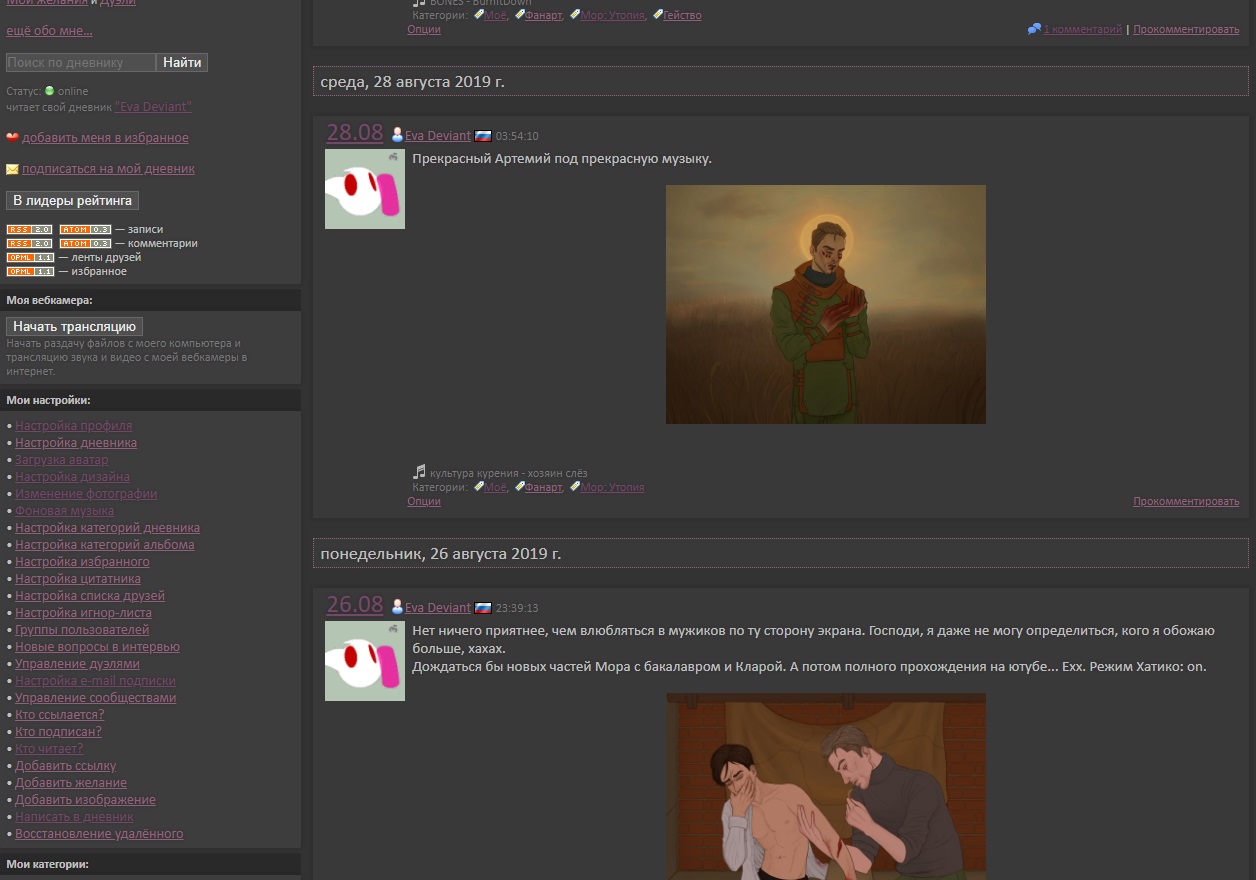 Мои желания и Дуэли
ещё обо мне...
Поиск по дневнику Найти
Статус: online
читает свой дневник "Eva Deviant"
добавить меня в избранное
подписаться на мой дневник
В лидеры рейтинга
RSS 2.0 ATOM 0.3 — записи
RSS 2.0 ATOM 0.3 — комментарии
OPML 1.1 — ленты друзей
OPML 1.1 — избранное
Моя вебкамера:
Начать трансляцию
Начать раздачу файлов с моего компьютера и
трансляцию звука и видео с моей вебкамеры в
интернет.
Мои настройки:
• Настройка профиля
• Настройка дневника
• Загрузка аватар
• Настройка дизайна
• Изменение фотографии
• Фоновая музыка
• Настройка категорий дневника
• Настройка категорий альбома
• Настройка избранного
• Настройка цитатника
• Настройка списка друзей
• Настройка игнор-листа
• Группы пользователей
• Новые вопросы в интервью
• Управление дуэлями
• Настройка e-mail подписки
• Управление сообществами
• Кто ссылается?
• Кто подписан?
• Кто читает?
• Добавить ссылку
• Добавить желание
• Добавить изображение
• Написать в дневник
• Восстановление удалённого
Мои категории:
BONES - BurnItDown
Категории: Моё, Фанарт, Мор: Утопия, Гейство
Опции 1 комментарий | Прокомментировать
среда, 28 августа 2019 г.
28.08 Eva Deviant 03:54:10
Прекрасный Артемий под прекрасную музыку.
культура курения - хозяин слёз
Категории: Моё, Фанарт, Мор: Утопия
Опции Прокомментировать
понедельник, 26 августа 2019 г.
26.08 Eva Deviant 23:39:13
Нет ничего приятнее, чем влюбляться в мужиков по ту сторону экрана. Господи, я даже не могу определиться, кого я обожаю
больше, хахах.
Дождаться бы новых частей Мора с бакалавром и Кларой. А потом полного прохождения на ютубе... Ехх. Режим Хатико: on.